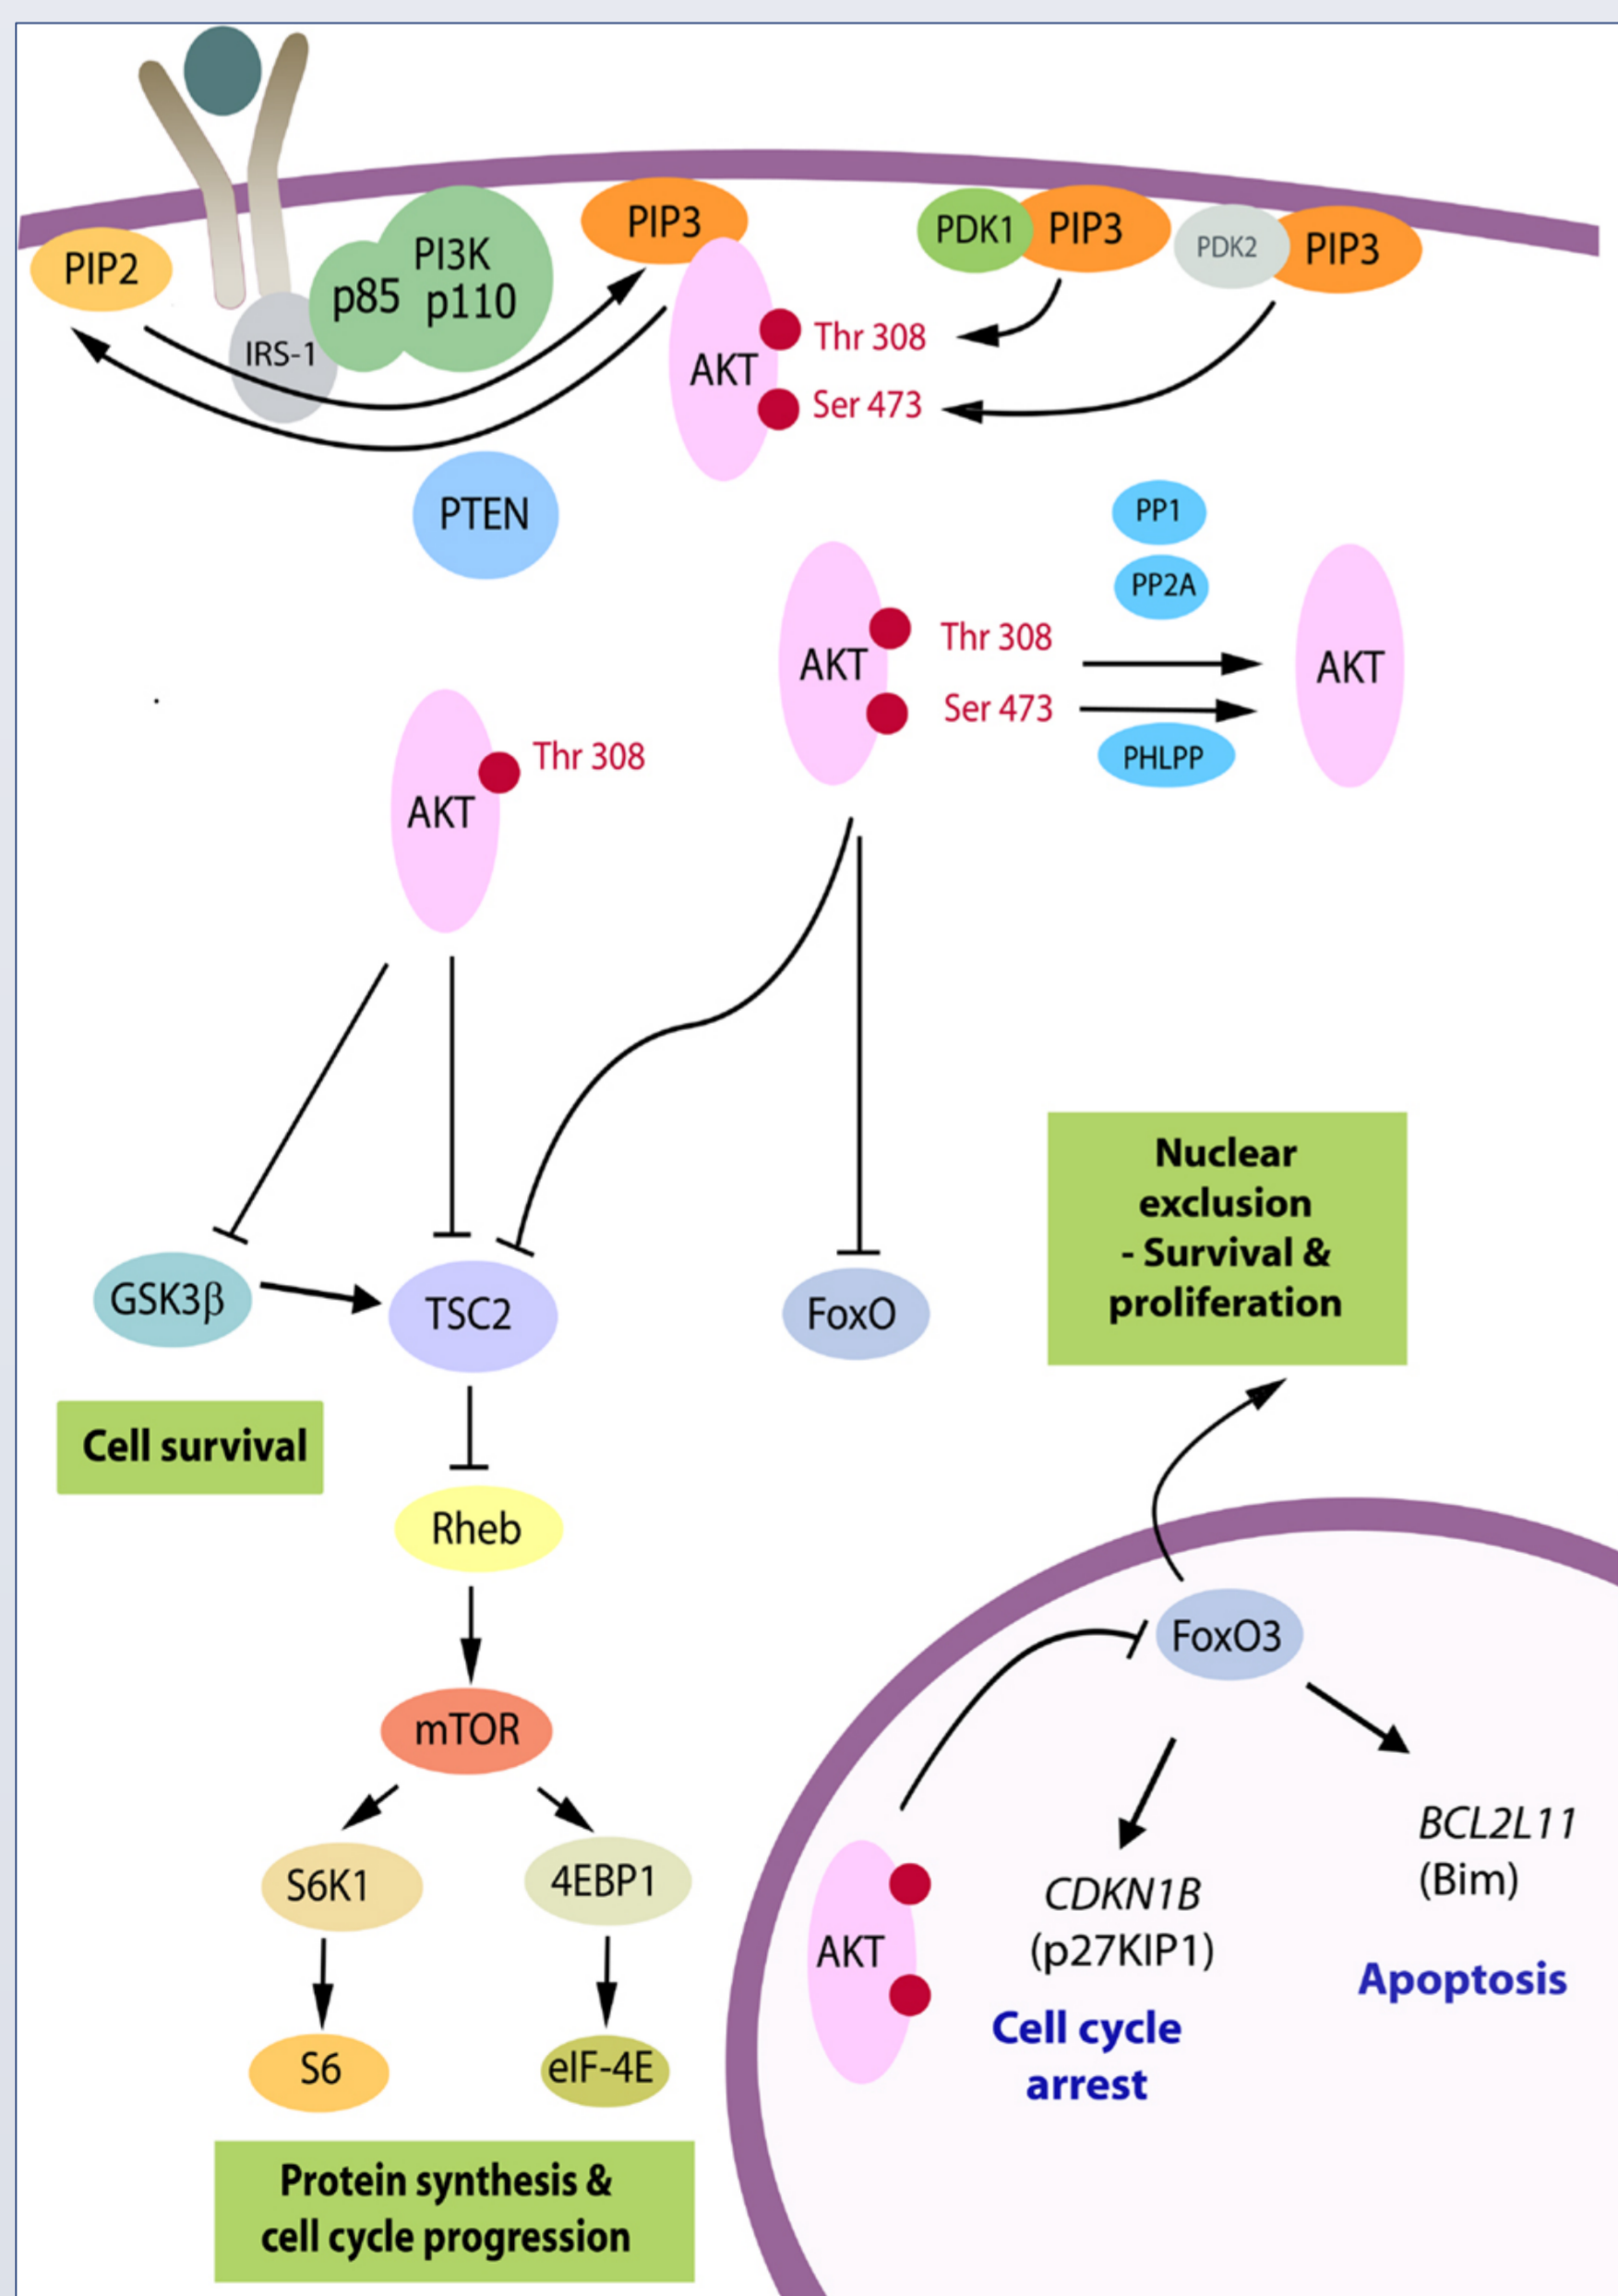 PIP2
IRS-1
p85
PI3K
p110
PIP3
AKT
Thr 308
Ser 473
PDK1
PIP3
PDK2
PIP3
PTEN
PP1
PP2A
AKT
Thr 308
Ser 473
PHLPP
AKT
AKT
Thr 308
GSK3β
TSC2
FoxO
Nuclear
exclusion
- Survival &
proliferation
Cell survival
Rheb
mTOR
S6K1
4EBP1
S6
eIF-4E
Protein synthesis &
cell cycle progression
FoxO3
AKT
CDKN1B
(p27KIP1)
Cell cycle
arrest
BCL2L11
(Bim)
Apoptosis